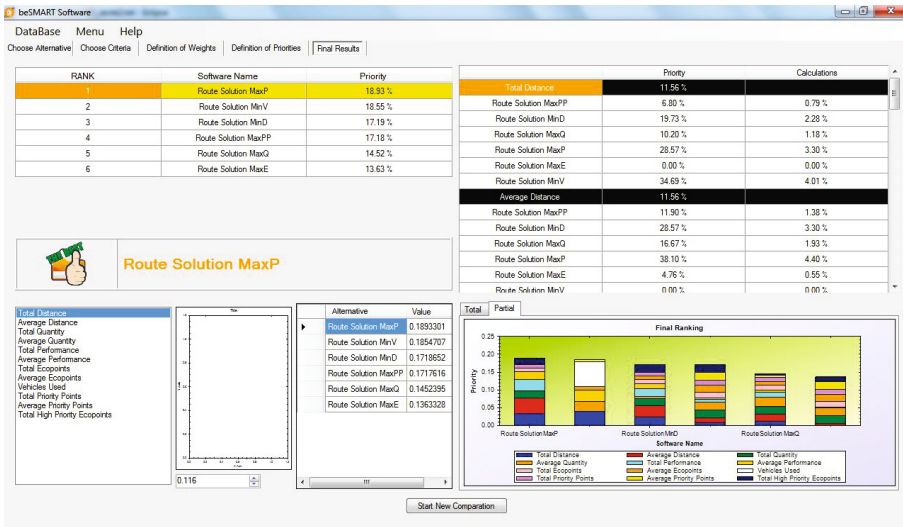 beSMART Software
DataBase Menu Help
Choose Alternative Choose Criteria Definition of Weights Definition of Priorities Final Results
RANK Software Name Priority
1 Route Solution MaxP 18.93 %
2 Route Solution MinV 18.55 %
3 Route Solution MinD 17.19 %
4 Route Solution MaxPP 17.18 %
5 Route Solution MaxQ 14.52 %
6 Route Solution MaxE 13.63 %
Priority Calculations
Total Distance 11.56 %
Route Solution MaxPP 6.80 % 0.79 %
Route Solution MinD 19.73 % 2.28 %
Route Solution MaxQ 10.20 % 1.18 %
Route Solution MaxP 28.57 % 3.30 %
Route Solution MaxE 0.00 % 0.00 %
Route Solution MinV 34.69 % 4.01 %
Average Distance 11.56 %
Route Solution MaxPP 11.90 % 1.38 %
Route Solution MinD 28.57 % 3.30 %
Route Solution MaxQ 16.67 % 1.93 %
Route Solution MaxP 38.10 % 4.40 %
Route Solution MaxE 4.76 % 0.55 %
Route Solution MinV 0.00 % 0.00 %
Route Solution MaxP
Total Distance
Average Distance
Total Quantity
Average Quantity
Total Performance
Average Performance
Total Ecopoints
Average Ecopoints
Vehicles Used
Total Priority Points
Average Priority Points
Total High Priority Ecopoints
Title
0.116
Alternative Value
Route Solution MaxP 0.1893301
Route Solution MinV 0.1854707
Route Solution MinD 0.1718652
Route Solution MaxPP 0.1717616
Route Solution MaxQ 0.1452395
Route Solution MaxE 0.1363328
Total Partial
Final Ranking
Priority
0.25
0.20
0.15
0.10
0.05
0.00
Route Solution MaxP Route Solution MinD Route Solution MaxQ
Software Name
Total Distance Average Distance Total Quantity
Average Quantity Total Performance Average Performance
Total Ecopoints Average Ecopoints Vehicles Used
Total Priority Points Average Priority Points Total High Priority Ecopoints
Start New Comparation